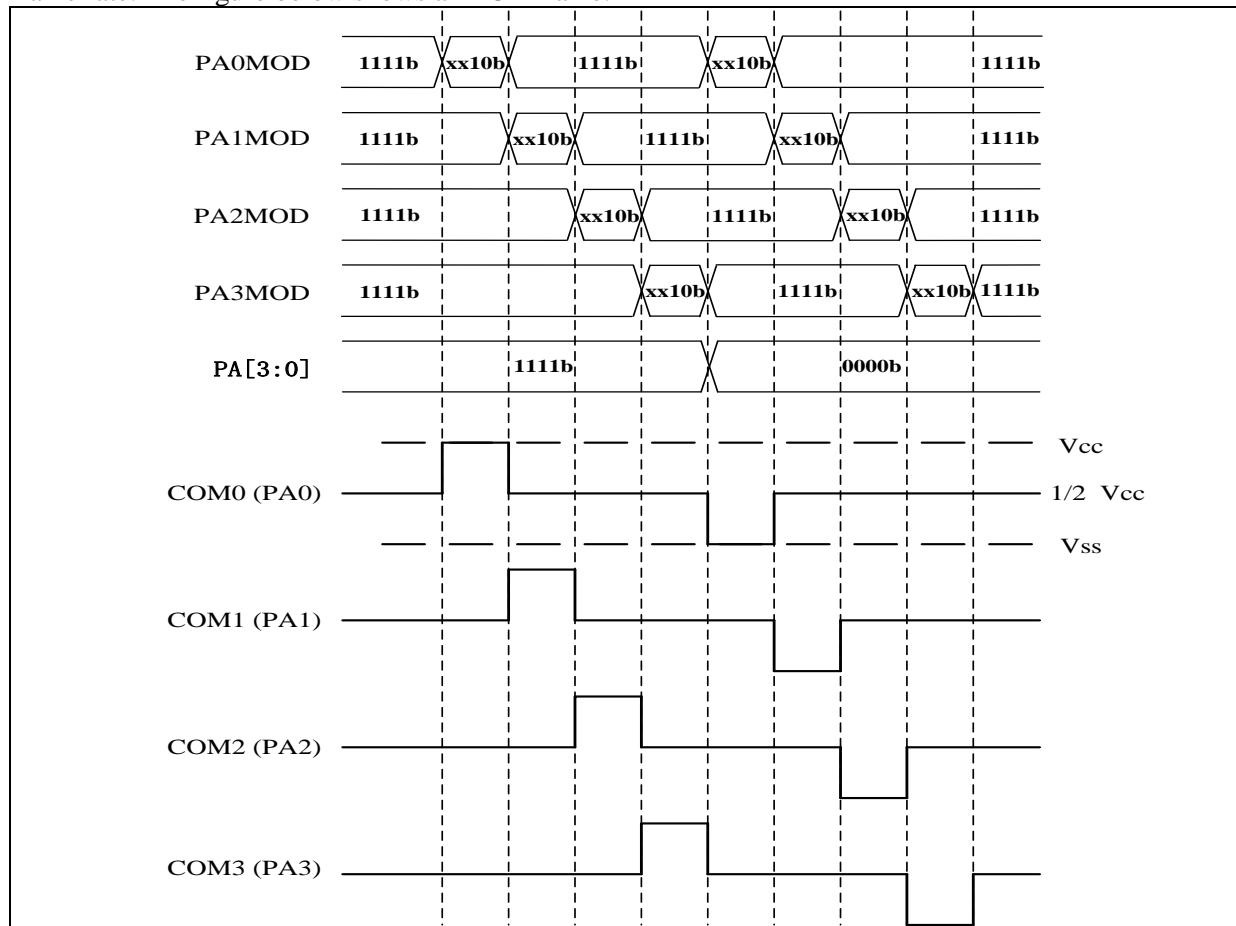 PA0MOD 1111b xx10b 1111b xx10b 1111b
PA1MOD 1111b xx10b 1111b xx10b 1111b
PA2MOD 1111b xx10b 1111b xx10b 1111b
PA3MOD 1111b xx10b 1111b xx10b 1111b
PA[3:0] 1111b 0000b
Vcc
COM0 (PA0) 1/2 Vcc
Vss
COM1 (PA1)
COM2 (PA2)
COM3 (PA3)